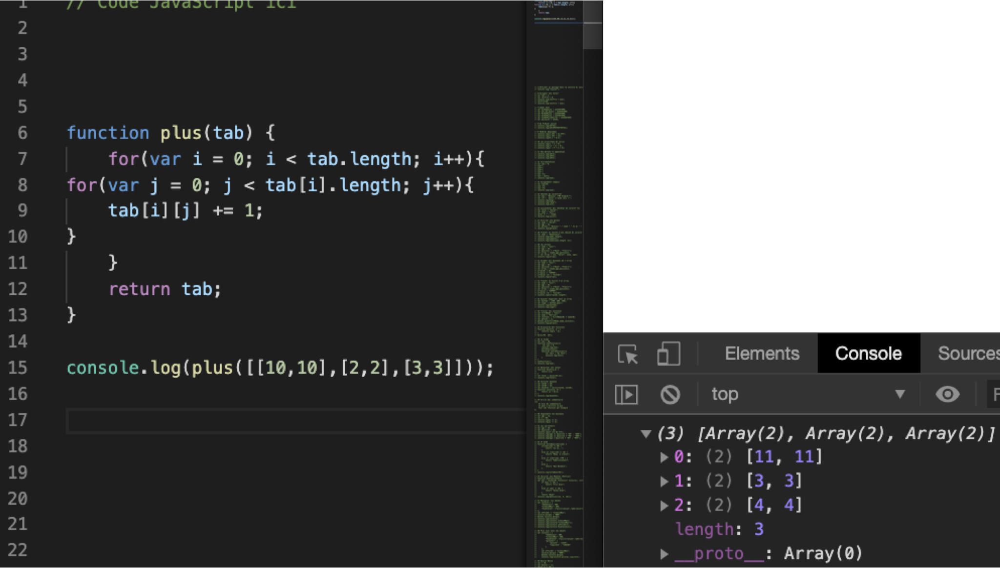 1 // Code JavaScript ici
2
3
4
5
6 function plus(tab) {
7 for(var i = 0; i < tab.length; i++){
8 for(var j = 0; j < tab[i].length; j++){
9 tab[i][j] += 1;
10 }
11 }
12 return tab;
13 }
14
15 console.log(plus([[10,10],[2,2],[3,3]]));
16
17
18
19
20
21
22
Elements Console Sources
top F
(3) [Array(2), Array(2), Array(2)]
0: (2) [11, 11]
1: (2) [3, 3]
2: (2) [4, 4]
length: 3
__proto__: Array(0)